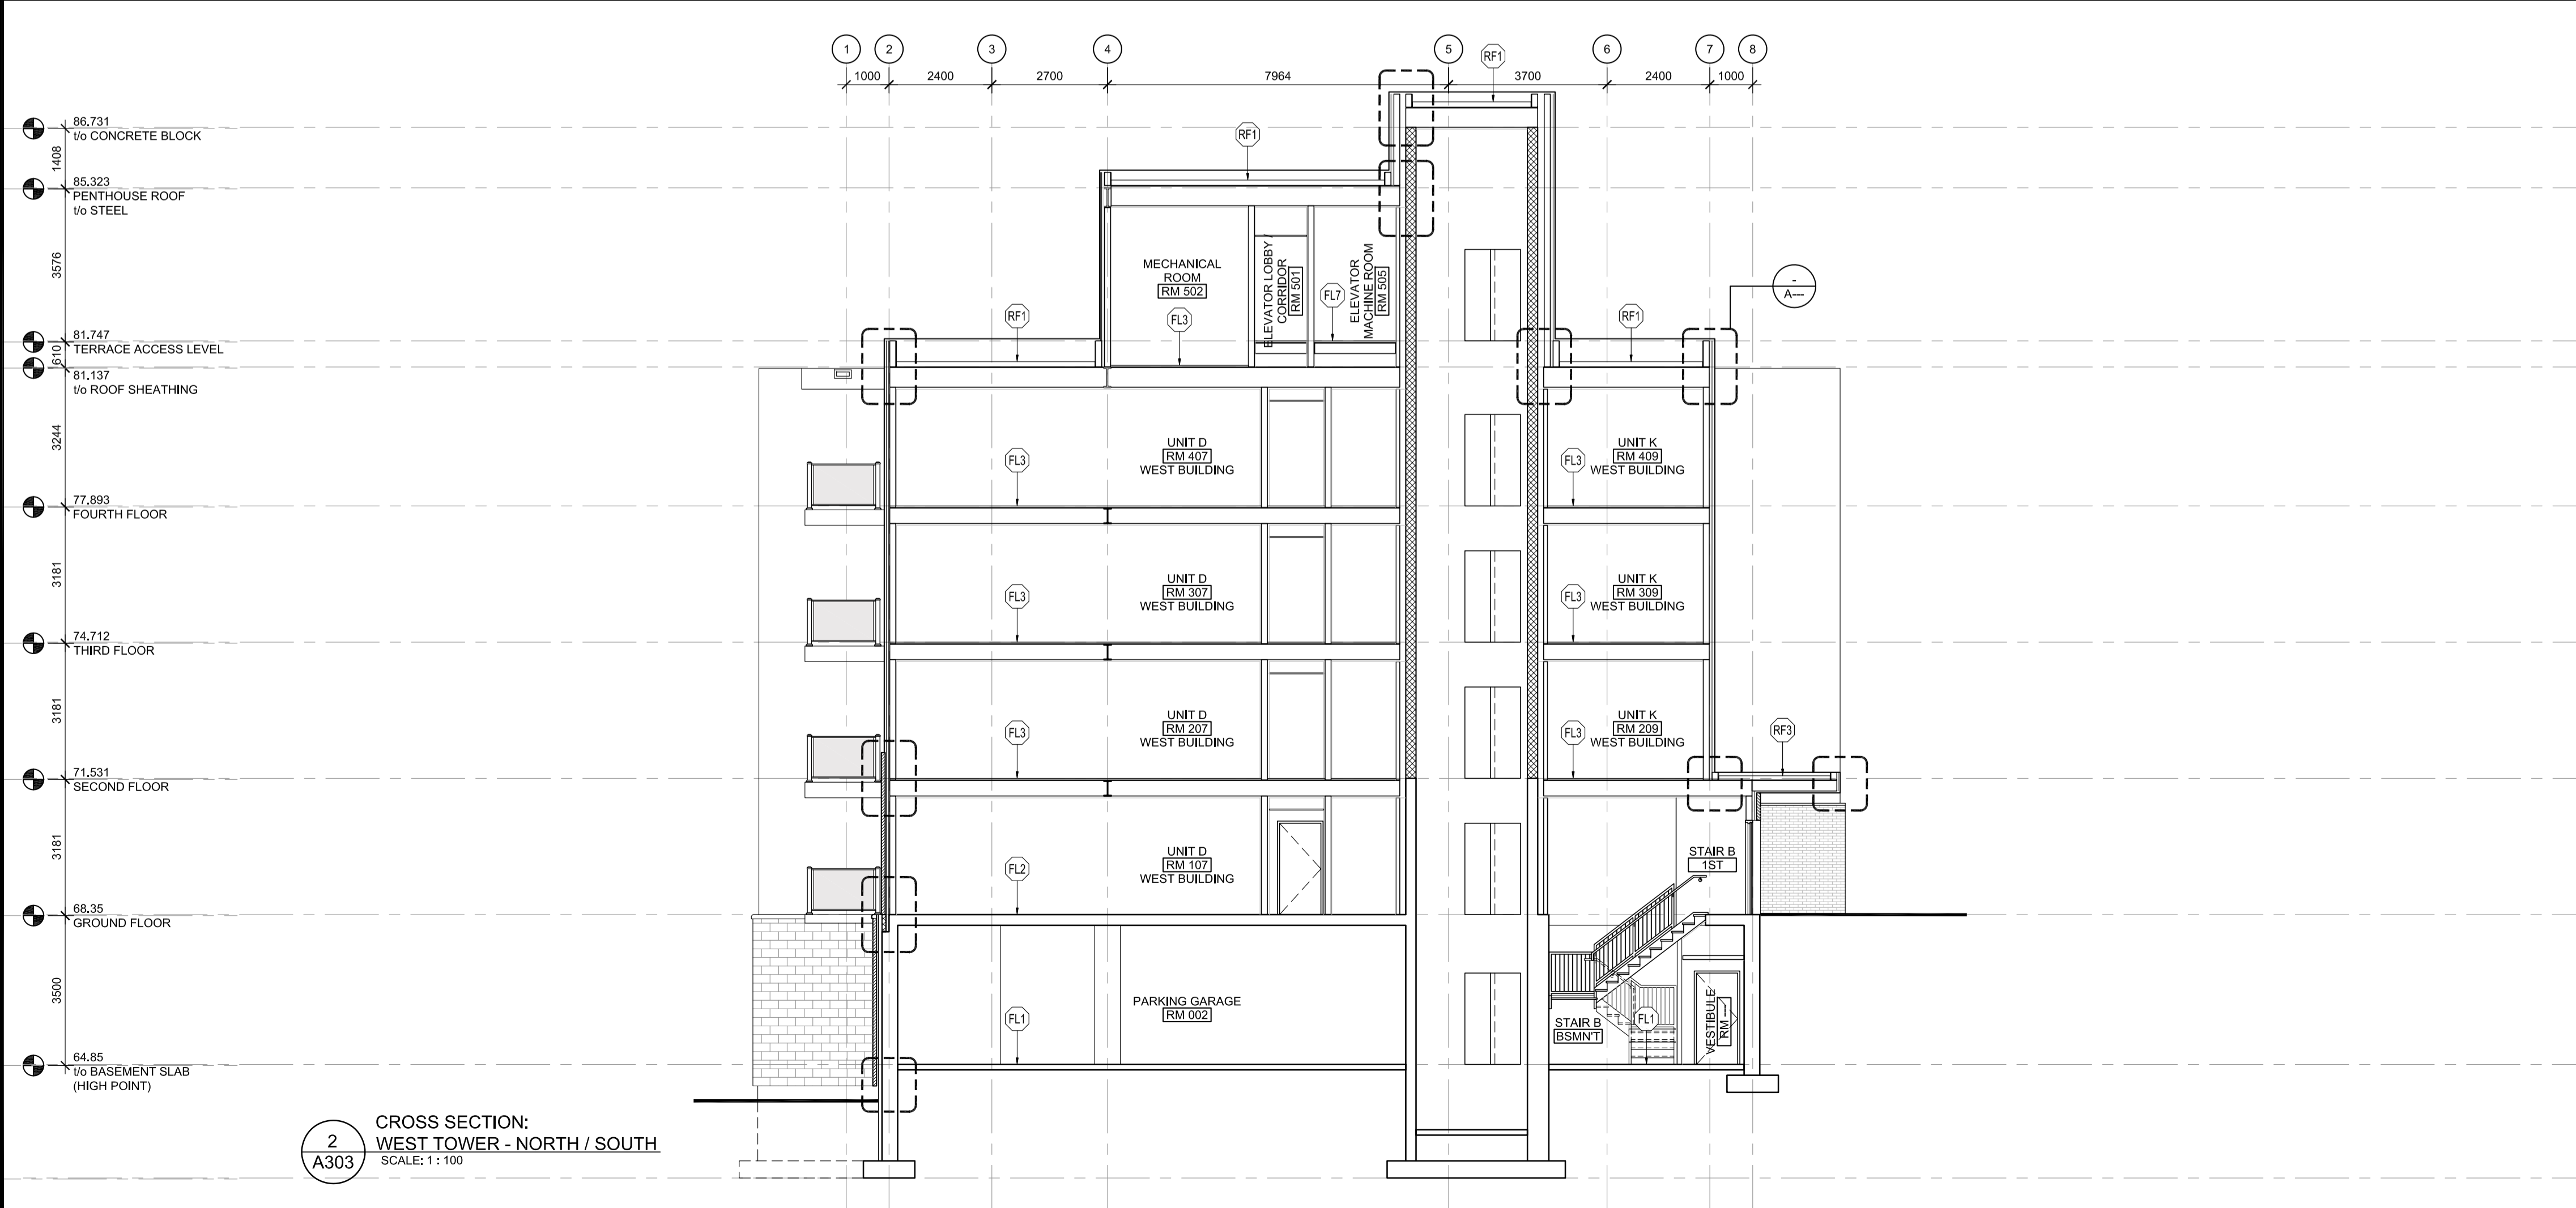 1 2 3 4 5 6 7 8
1000 2400 2700 7964 3700 2400 1000
RF1
86.731
t/o CONCRETE BLOCK
1408
RF1
85.323
PENTHOUSE ROOF
t/o STEEL
3576
MECHANICAL
ROOM
RM 502
FL3
ELEVATOR LOBBY /
CORRIDOR
RM 501
FL7
ELEVATOR
MACHINE ROOM
RM 505
-
A---
RF1
RF1
81.747
TERRACE ACCESS LEVEL
610
81.137
t/o ROOF SHEATHING
3244
FL3
UNIT D
RM 407
WEST BUILDING
FL3
UNIT K
RM 409
WEST BUILDING
77.893
FOURTH FLOOR
3181
FL3
UNIT D
RM 307
WEST BUILDING
FL3
UNIT K
RM 309
WEST BUILDING
74.712
THIRD FLOOR
3181
FL3
UNIT D
RM 207
WEST BUILDING
FL3
UNIT K
RM 209
WEST BUILDING
RF3
71.531
SECOND FLOOR
3181
FL2
UNIT D
RM 107
WEST BUILDING
STAIR B
1ST
68.35
GROUND FLOOR
3500
FL1
PARKING GARAGE
RM 002
STAIR B
BSMN'T
FL1
VESTIBULE
RM ---
64.85
t/o BASEMENT SLAB
(HIGH POINT)
2
A303
CROSS SECTION:
WEST TOWER - NORTH / SOUTH
SCALE: 1 : 100